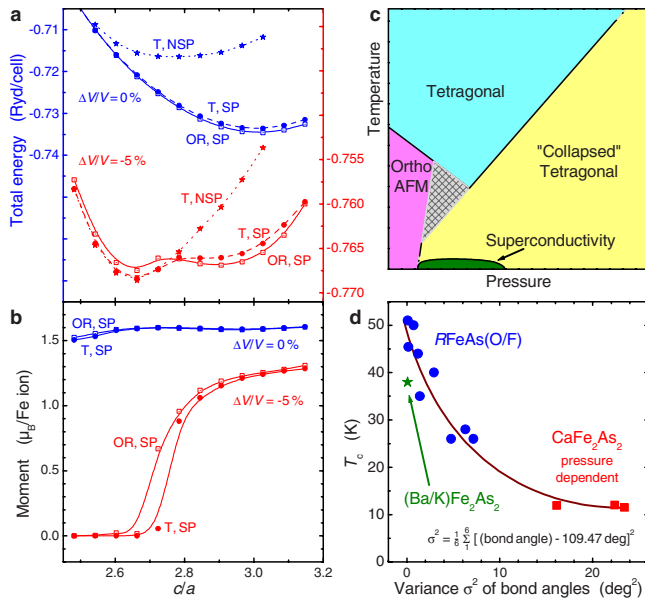 a
-0.71
-0.72
-0.73
-0.74
Total energy (Ryd/cell)
T, NSP
ΔV/V = 0%
T, SP
OR, SP
ΔV/V = -5%
T, NSP
T, SP
OR, SP
-0.755
-0.760
-0.765
-0.770
b
1.5
1.0
0.5
0.0
Moment (μB/Fe ion)
OR, SP
T, SP
ΔV/V = 0%
ΔV/V = -5%
OR, SP
T, SP
2.6
2.8
3.0
3.2
c/a
c
Temperature
Tetragonal
Ortho
AFM
"Collapsed"
Tetragonal
Superconductivity
Pressure
d
50
40
30
20
10
0
Tc (K)
RFeAs(O/F)
CaFe2As2
pressure
dependent
(Ba/K)Fe2As2
σ² = 1/6 Σ₁⁶ [(bond angle) - 109.47 deg]²
0
10
20
Variance σ² of bond angles (deg²)